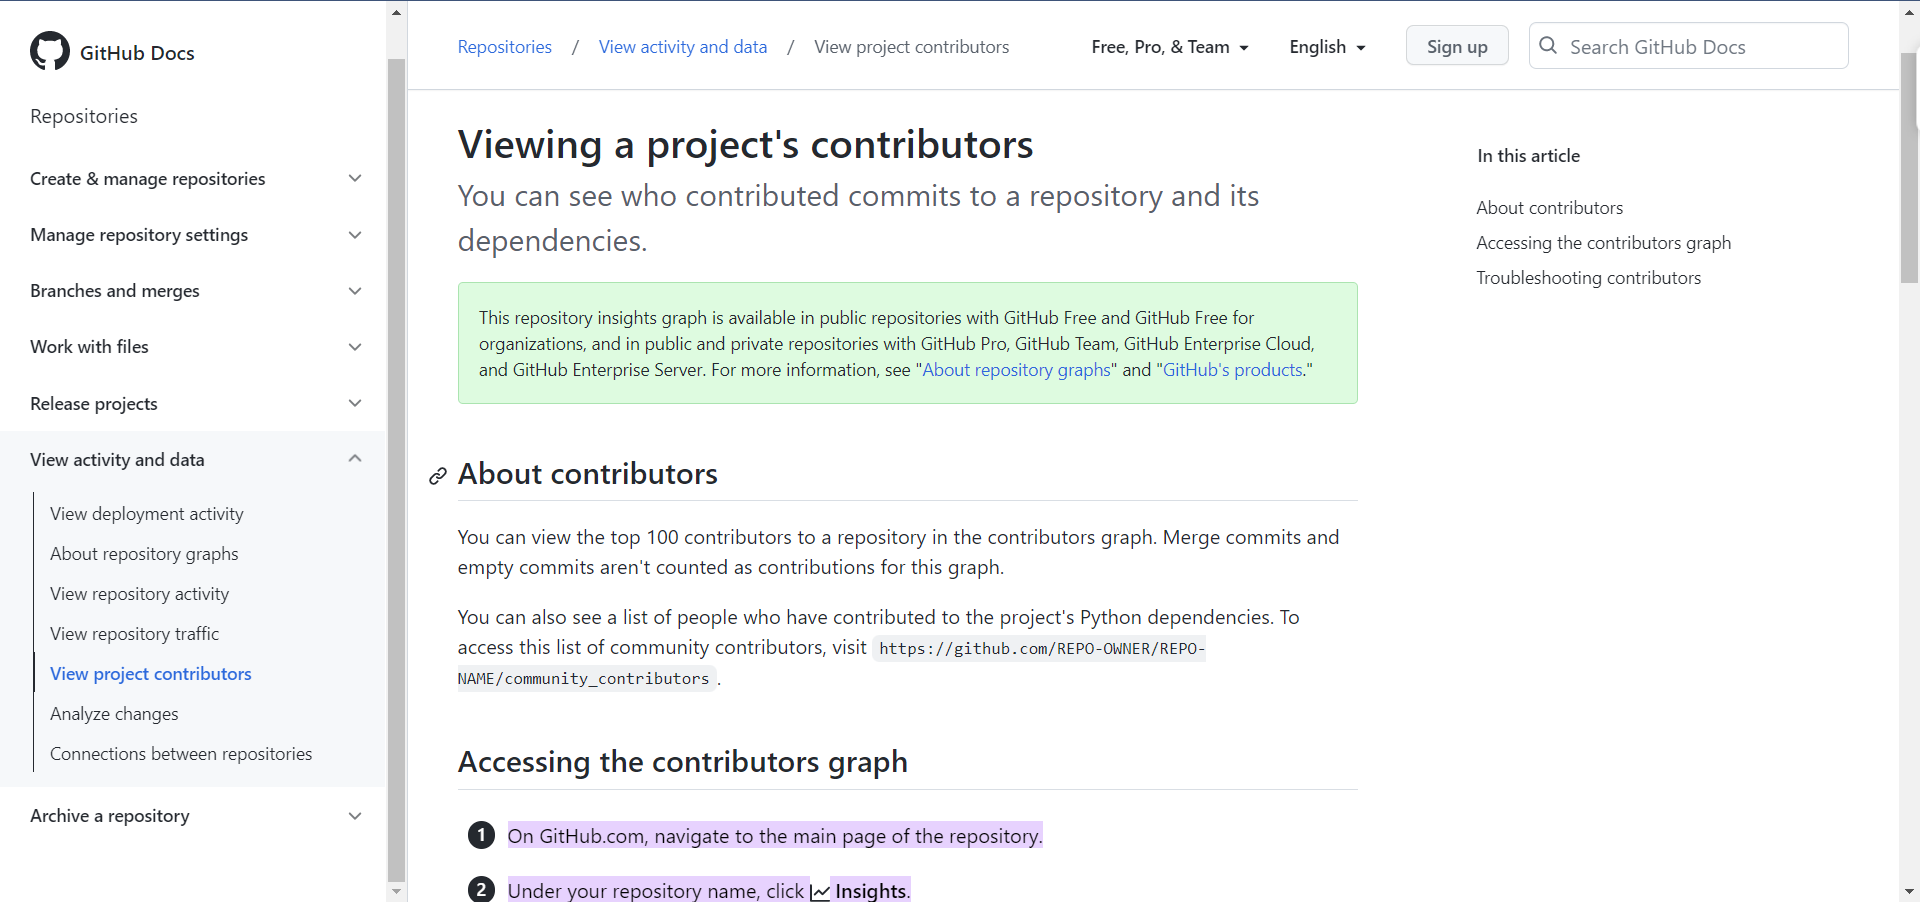 GitHub Docs
Repositories
Create & manage repositories
Manage repository settings
Branches and merges
Work with files
Release projects
View activity and data
View deployment activity
About repository graphs
View repository activity
View repository traffic
View project contributors
Analyze changes
Connections between repositories
Archive a repository
Repositories / View activity and data / View project contributors
Free, Pro, & Team
English
Sign up
Search GitHub Docs
Viewing a project's contributors
You can see who contributed commits to a repository and its
dependencies.
This repository insights graph is available in public repositories with GitHub Free and GitHub Free for
organizations, and in public and private repositories with GitHub Pro, GitHub Team, GitHub Enterprise Cloud,
and GitHub Enterprise Server. For more information, see "About repository graphs" and "GitHub's products."
About contributors
You can view the top 100 contributors to a repository in the contributors graph. Merge commits and
empty commits aren't counted as contributions for this graph.
You can also see a list of people who have contributed to the project's Python dependencies. To
access this list of community contributors, visit https://github.com/REPO-OWNER/REPO-
NAME/community_contributors .
Accessing the contributors graph
1 On GitHub.com, navigate to the main page of the repository.
2 Under your repository name, click Insights.
In this article
About contributors
Accessing the contributors graph
Troubleshooting contributors